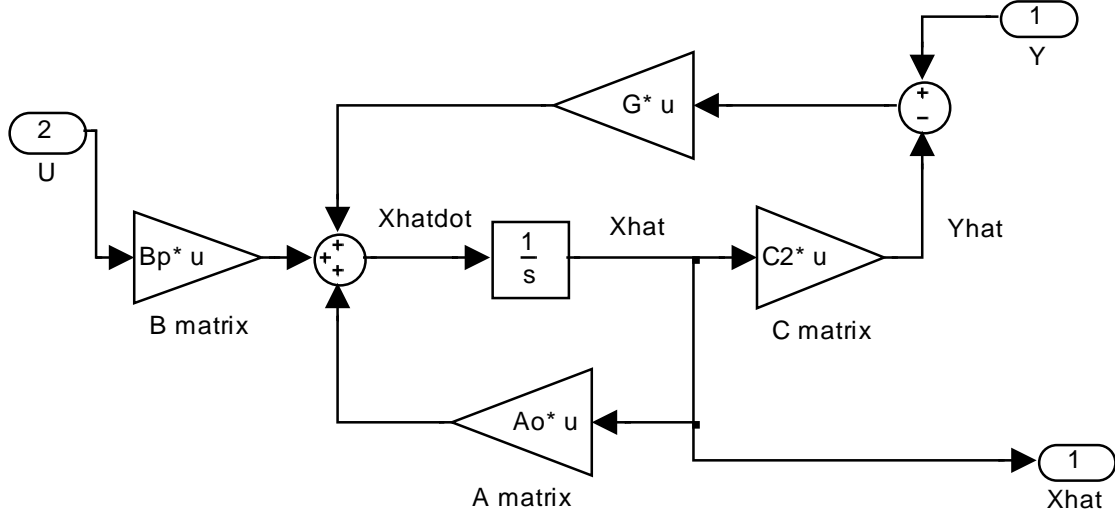 1
Y
+
−
G* u
2
U
Xhatdot
Xhat
Yhat
+
+
+
1
s
Bp* u
C2* u
B matrix
C matrix
Ao* u
A matrix
1
Xhat